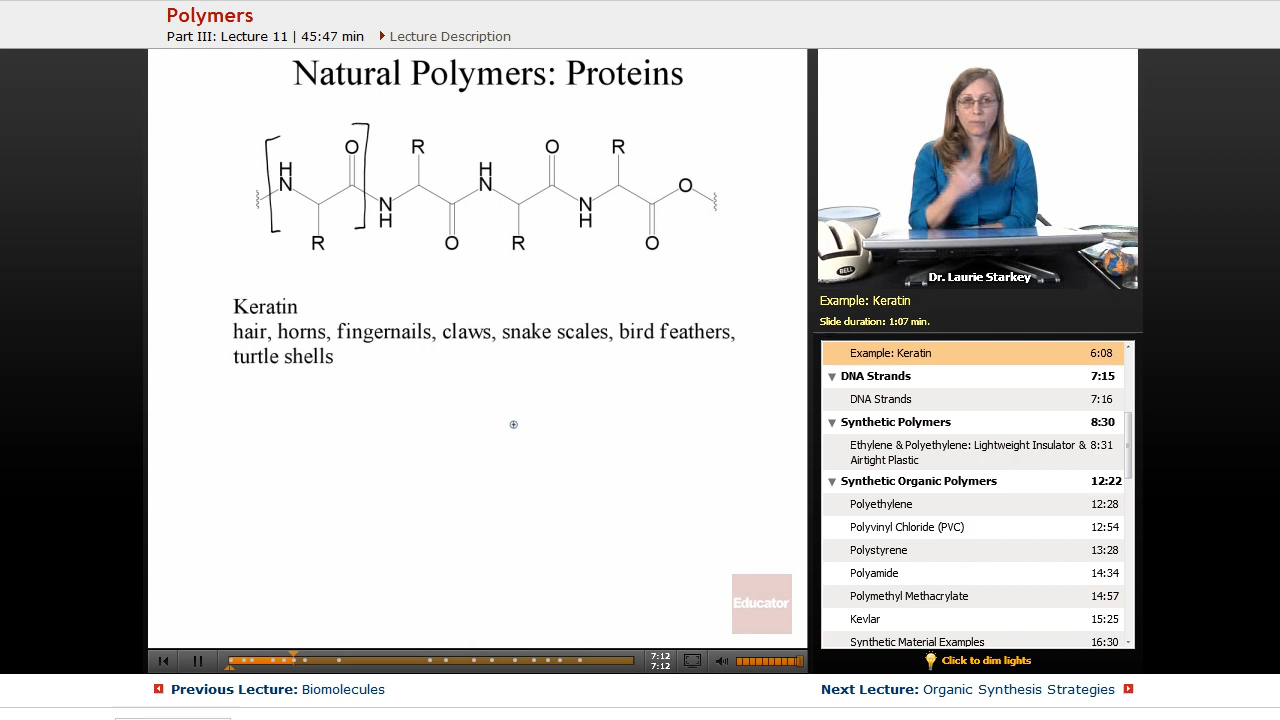 Polymers
Part III: Lecture 11 | 45:47 min
Lecture Description
Natural Polymers: Proteins
O R O R
H H
N N
N N O
H H
R O R O
Keratin
hair, horns, fingernails, claws, snake scales, bird feathers,
turtle shells
Educator
7:12
7:12
BELL
Dr. Laurie Starkey
Example: Keratin
Slide duration: 1:07 min.
Example: Keratin 6:08
DNA Strands 7:15
DNA Strands 7:16
Synthetic Polymers 8:30
Ethylene & Polyethylene: Lightweight Insulator & 8:31
Airtight Plastic
Synthetic Organic Polymers 12:22
Polyethylene 12:28
Polyvinyl Chloride (PVC) 12:54
Polystyrene 13:28
Polyamide 14:34
Polymethyl Methacrylate 14:57
Kevlar 15:25
Synthetic Material Examples 16:30
Click to dim lights
Previous Lecture: Biomolecules
Next Lecture: Organic Synthesis Strategies